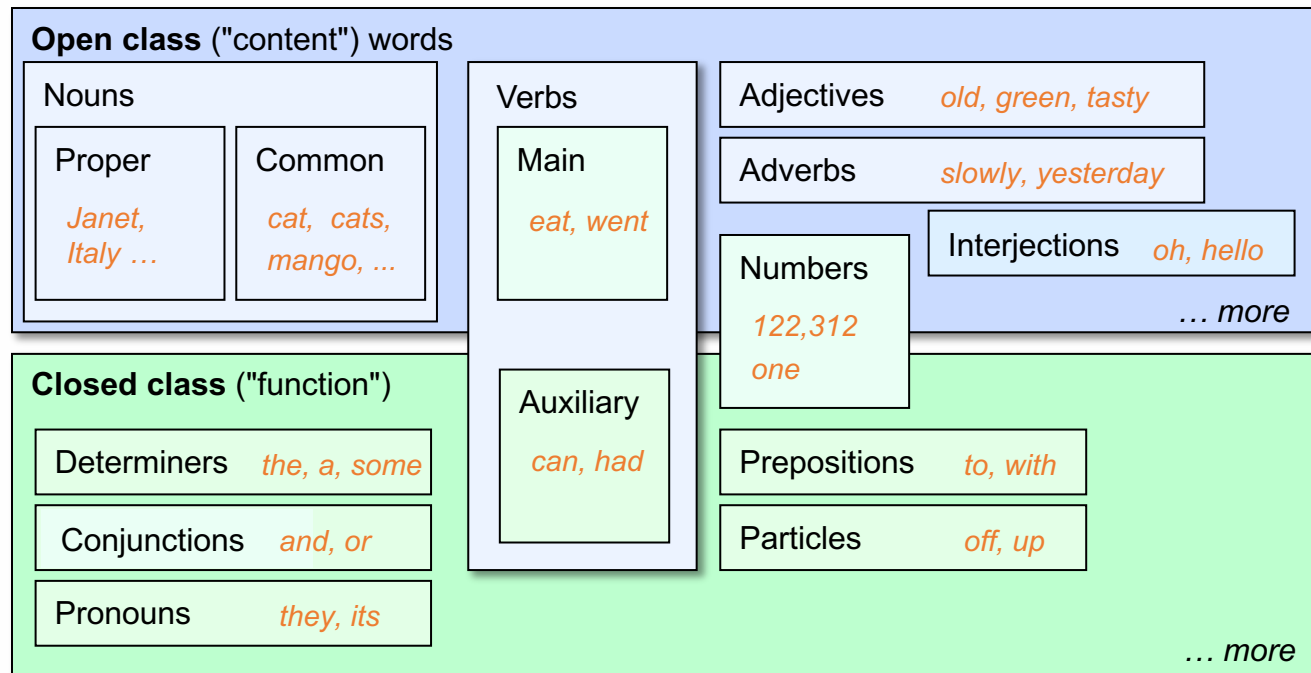 Open class ("content") words
Nouns
Proper
Janet,
Italy …
Common
cat, cats,
mango, ...
Verbs
Main
eat, went
Adjectives old, green, tasty
Adverbs slowly, yesterday
Interjections oh, hello
Numbers
122,312
one
… more
Closed class ("function")
Determiners the, a, some
Conjunctions and, or
Pronouns they, its
Auxiliary
can, had
Prepositions to, with
Particles off, up
… more